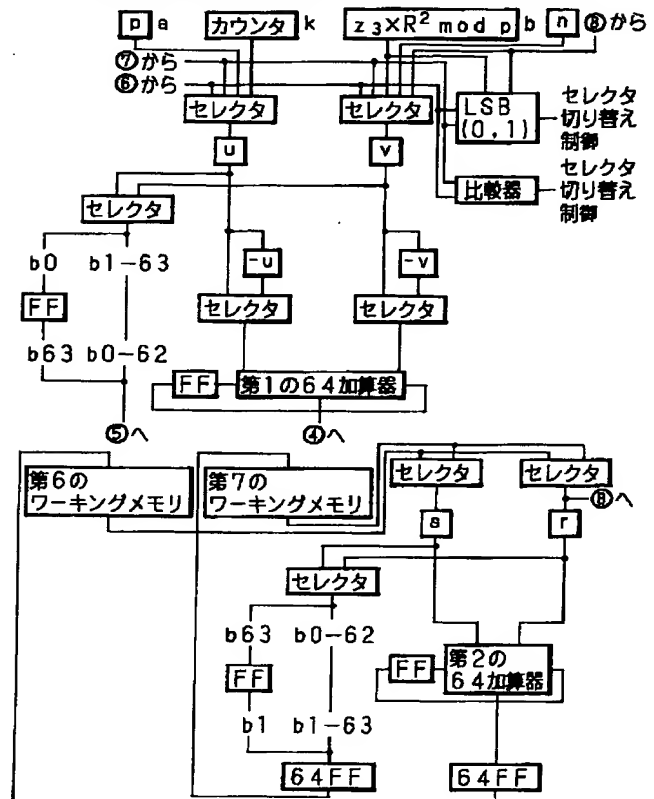 p a カウンタ k z₃×R² mod p b n ⑧から
⑦から
⑥から
セレクタ セレクタ LSB (0,1) セレクタ切り替え制御
u v
比較器 セレクタ切り替え制御
セレクタ
b0 b1-63 -u -v
FF セレクタ セレクタ
b63 b0-62
FF 第1の64加算器
⑤へ ④へ
第6のワーキングメモリ 第7のワーキングメモリ セレクタ セレクタ
⑧へ
s r
セレクタ
b63 b0-62
FF FF 第2の64加算器
b1 b1-63
64FF 64FF